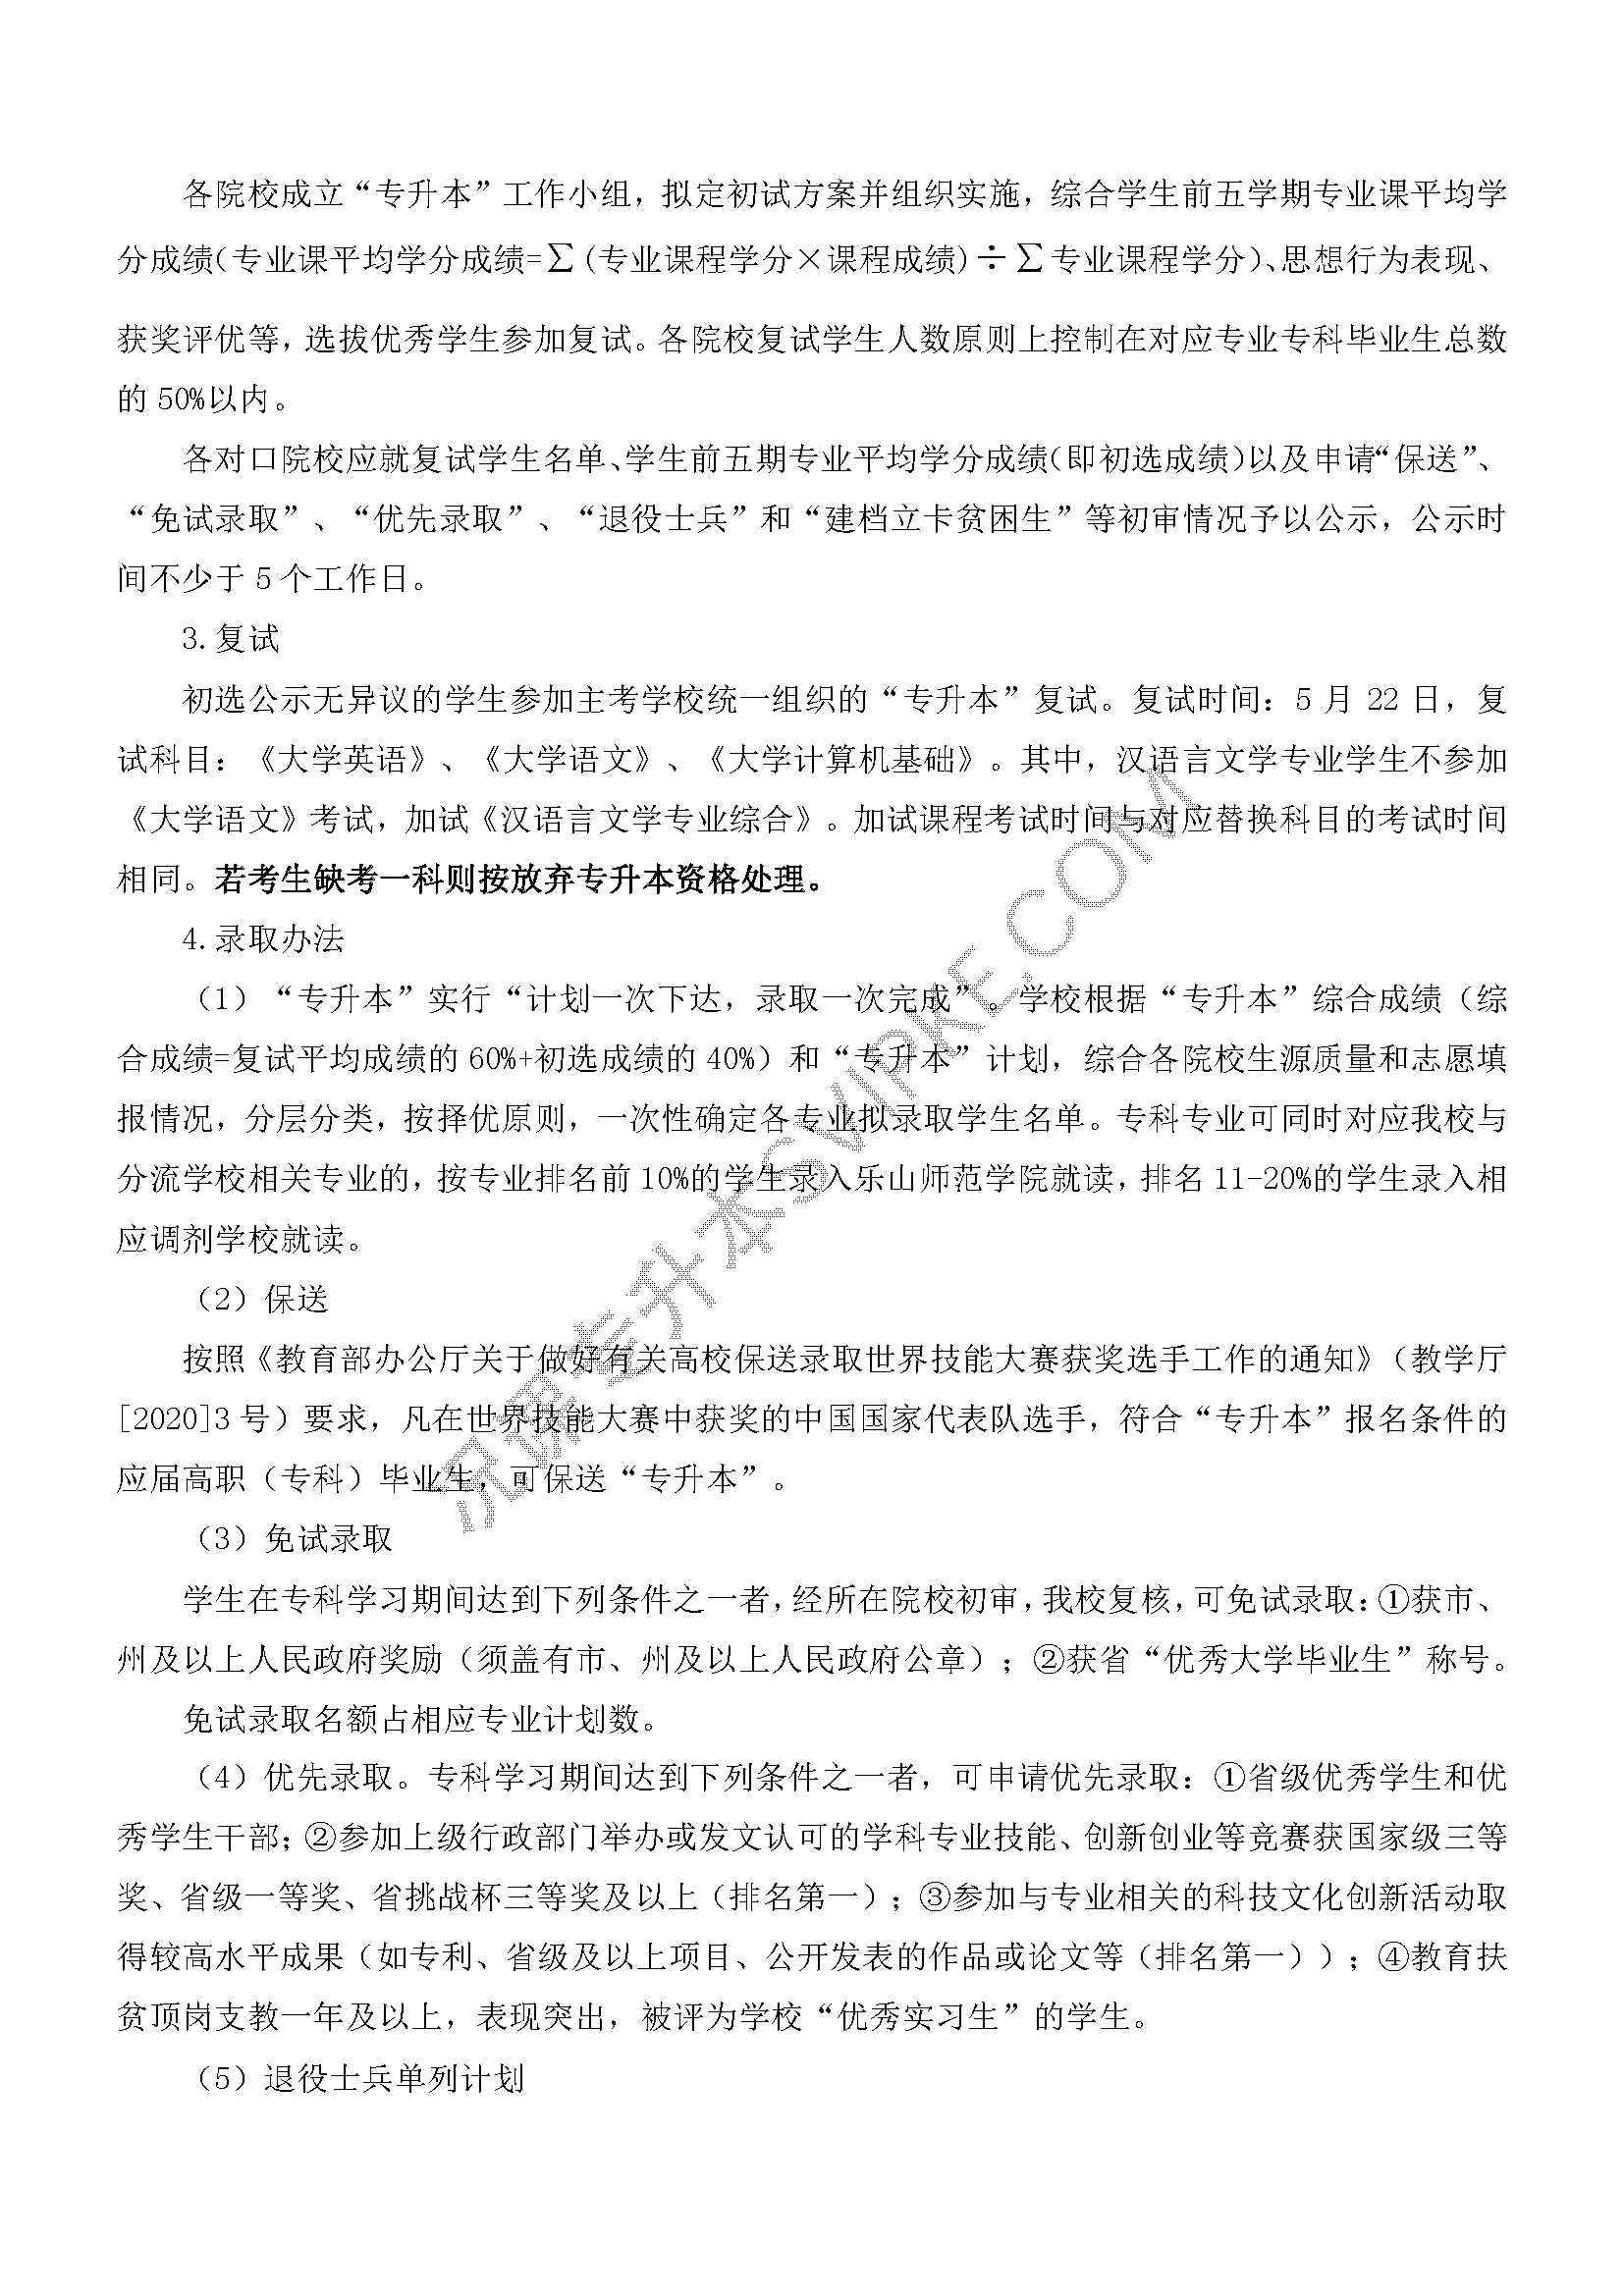 各院校成立“专升本”工作小组，拟定初试方案并组织实施，综合学生前五学期专业课平均学
分成绩（专业课平均学分成绩=∑(专业课程学分×课程成绩)÷∑专业课程学分）、思想行为表现、
获奖评优等，选拔优秀学生参加复试。各院校复试学生人数原则上控制在对应专业专科毕业生总数
的 50%以内。
各对口院校应就复试学生名单、学生前五期专业平均学分成绩（即初选成绩）以及申请“保送”、
“免试录取”、“优先录取”、“退役士兵”和“建档立卡贫困生”等初审情况予以公示，公示时
间不少于 5 个工作日。
3.复试
初选公示无异议的学生参加主考学校统一组织的“专升本”复试。复试时间：5 月 22 日，复
试科目：《大学英语》、《大学语文》、《大学计算机基础》。其中，汉语言文学专业学生不参加
《大学语文》考试，加试《汉语言文学专业综合》。加试课程考试时间与对应替换科目的考试时间
相同。若考生缺考一科则按放弃专升本资格处理。
4.录取办法
（1）“专升本”实行“计划一次下达，录取一次完成”。学校根据“专升本”综合成绩（综
合成绩=复试平均成绩的 60%+初选成绩的 40%）和“专升本”计划，综合各院校生源质量和志愿填
报情况，分层分类，按择优原则，一次性确定各专业拟录取学生名单。专科专业可同时对应我校与
分流学校相关专业的，按专业排名前 10%的学生录入乐山师范学院就读，排名 11-20%的学生录入相
应调剂学校就读。
（2）保送
按照《教育部办公厅关于做好有关高校保送录取世界技能大赛获奖选手工作的通知》（教学厅
[2020]3 号）要求，凡在世界技能大赛中获奖的中国国家代表队选手，符合“专升本”报名条件的
应届高职（专科）毕业生，可保送“专升本”。
（3）免试录取
学生在专科学习期间达到下列条件之一者，经所在院校初审，我校复核，可免试录取：①获市、
州及以上人民政府奖励（须盖有市、州及以上人民政府公章）；②获省“优秀大学毕业生”称号。
免试录取名额占相应专业计划数。
（4）优先录取。专科学习期间达到下列条件之一者，可申请优先录取：①省级优秀学生和优
秀学生干部；②参加上级行政部门举办或发文认可的学科专业技能、创新创业等竞赛获国家级三等
奖、省级一等奖、省挑战杯三等奖及以上（排名第一）；③参加与专业相关的科技文化创新活动取
得较高水平成果（如专利、省级及以上项目、公开发表的作品或论文等（排名第一））；④教育扶
贫顶岗支教一年及以上，表现突出，被评为学校“优秀实习生”的学生。
（5）退役士兵单列计划
课专升本SVIPKE.COM